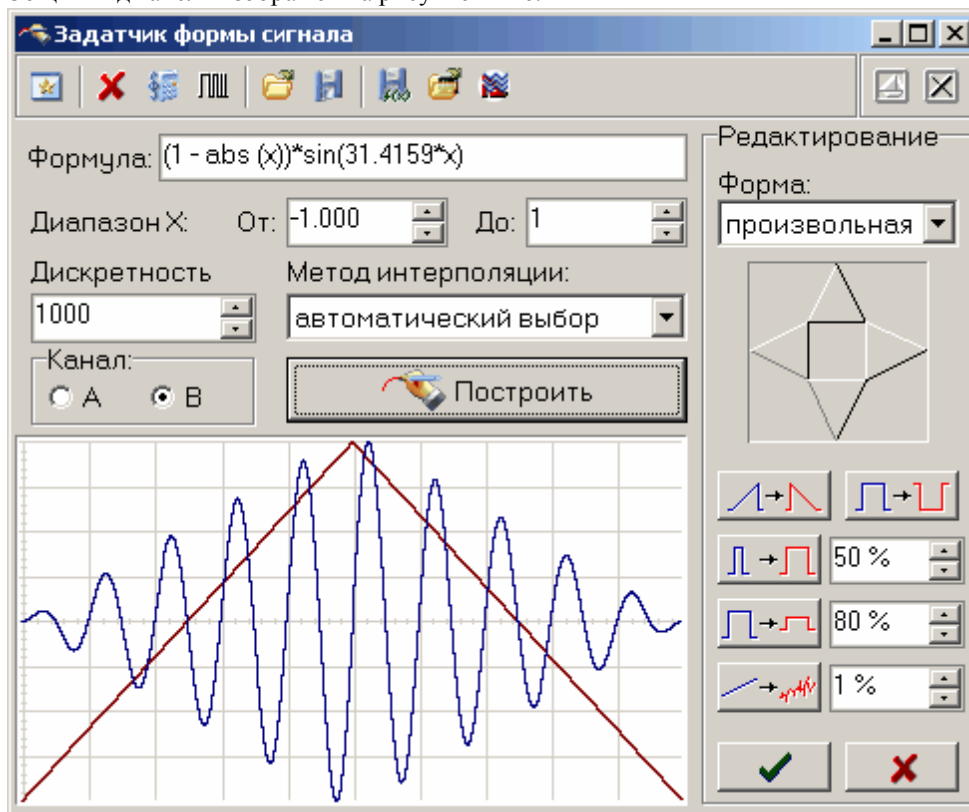 Задатчик формы сигнала
Формула: (1 - abs (x))*sin(31.4159*x)
Диапазон X: От: -1.000 До: 1
Дискретность Метод интерполяции:
1000 автоматический выбор
Канал:
A B
Построить
Редактирование
Форма:
произвольная
50 %
80 %
1 %